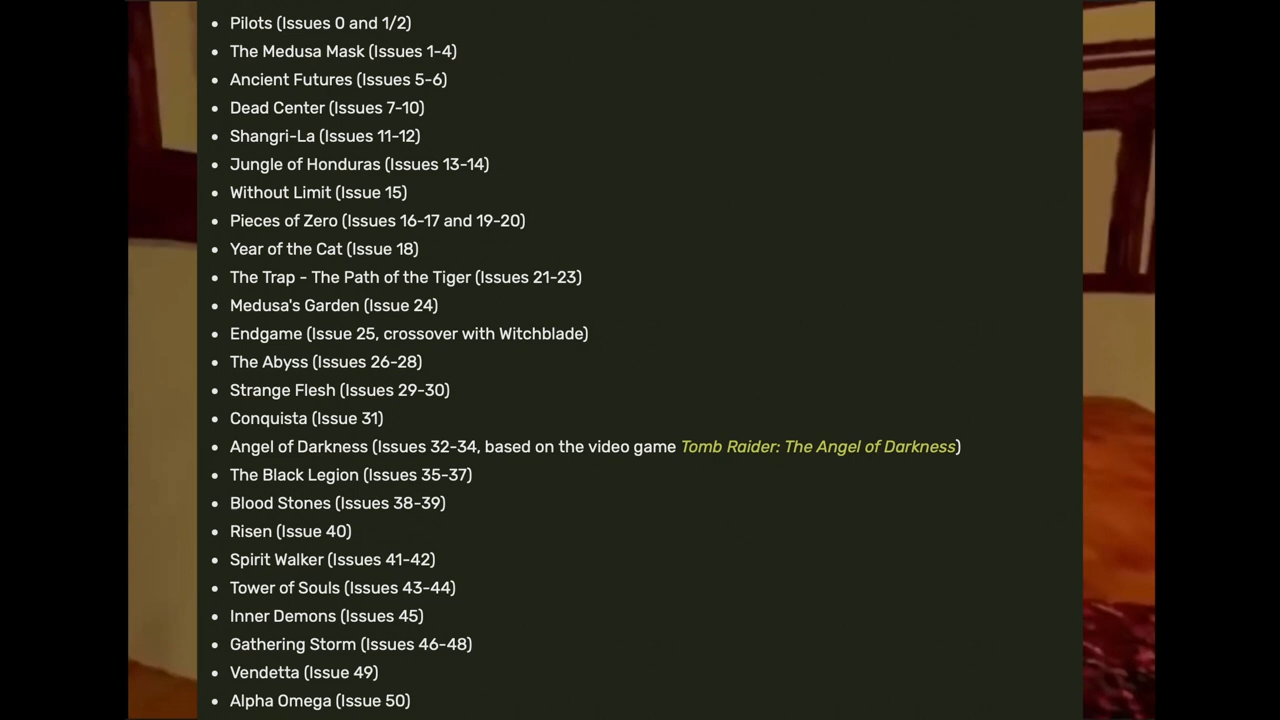 Pilots (Issues 0 and 1/2)
The Medusa Mask (Issues 1-4)
Ancient Futures (Issues 5-6)
Dead Center (Issues 7-10)
Shangri-La (Issues 11-12)
Jungle of Honduras (Issues 13-14)
Without Limit (Issue 15)
Pieces of Zero (Issues 16-17 and 19-20)
Year of the Cat (Issue 18)
The Trap - The Path of the Tiger (Issues 21-23)
Medusa's Garden (Issue 24)
Endgame (Issue 25, crossover with Witchblade)
The Abyss (Issues 26-28)
Strange Flesh (Issues 29-30)
Conquista (Issue 31)
Angel of Darkness (Issues 32-34, based on the video game Tomb Raider: The Angel of Darkness)
The Black Legion (Issues 35-37)
Blood Stones (Issues 38-39)
Risen (Issue 40)
Spirit Walker (Issues 41-42)
Tower of Souls (Issues 43-44)
Inner Demons (Issues 45)
Gathering Storm (Issues 46-48)
Vendetta (Issue 49)
Alpha Omega (Issue 50)